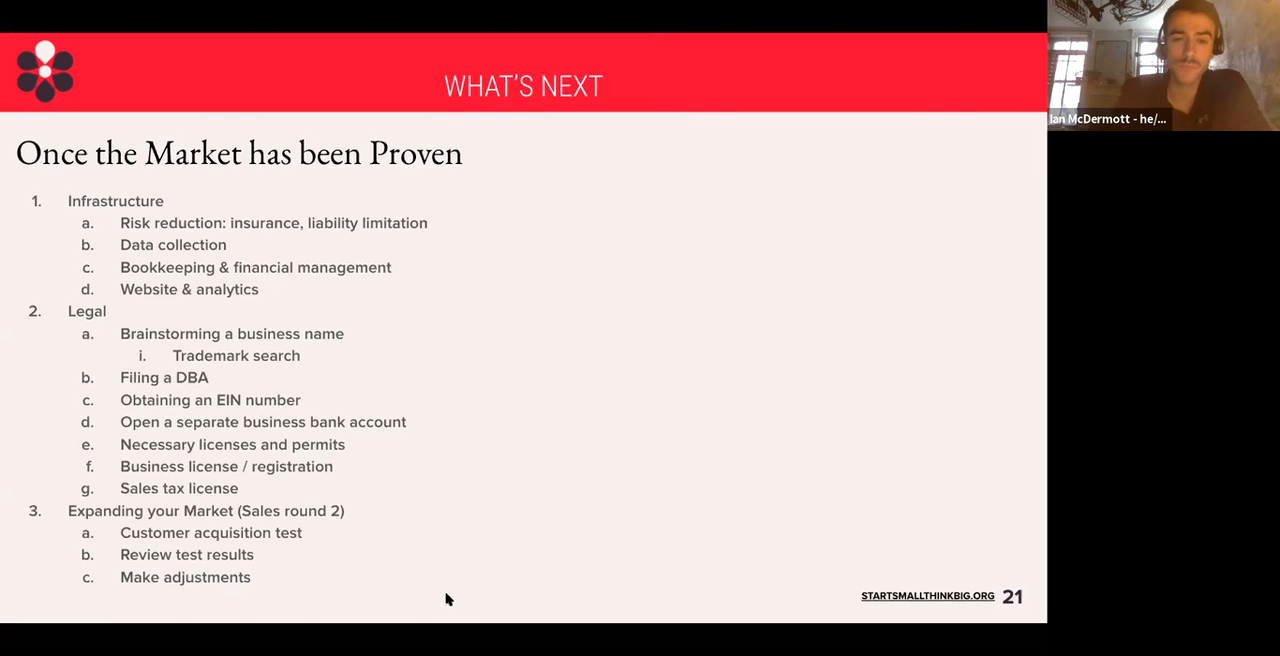 WHAT'S NEXT
Once the Market has been Proven
1. Infrastructure
a. Risk reduction: insurance, liability limitation
b. Data collection
c. Bookkeeping & financial management
d. Website & analytics
2. Legal
a. Brainstorming a business name
i. Trademark search
b. Filing a DBA
c. Obtaining an EIN number
d. Open a separate business bank account
e. Necessary licenses and permits
f. Business license / registration
g. Sales tax license
3. Expanding your Market (Sales round 2)
a. Customer acquisition test
b. Review test results
c. Make adjustments
STARTSMALLTHINKBIG.ORG 21
Ian McDermott - he/...